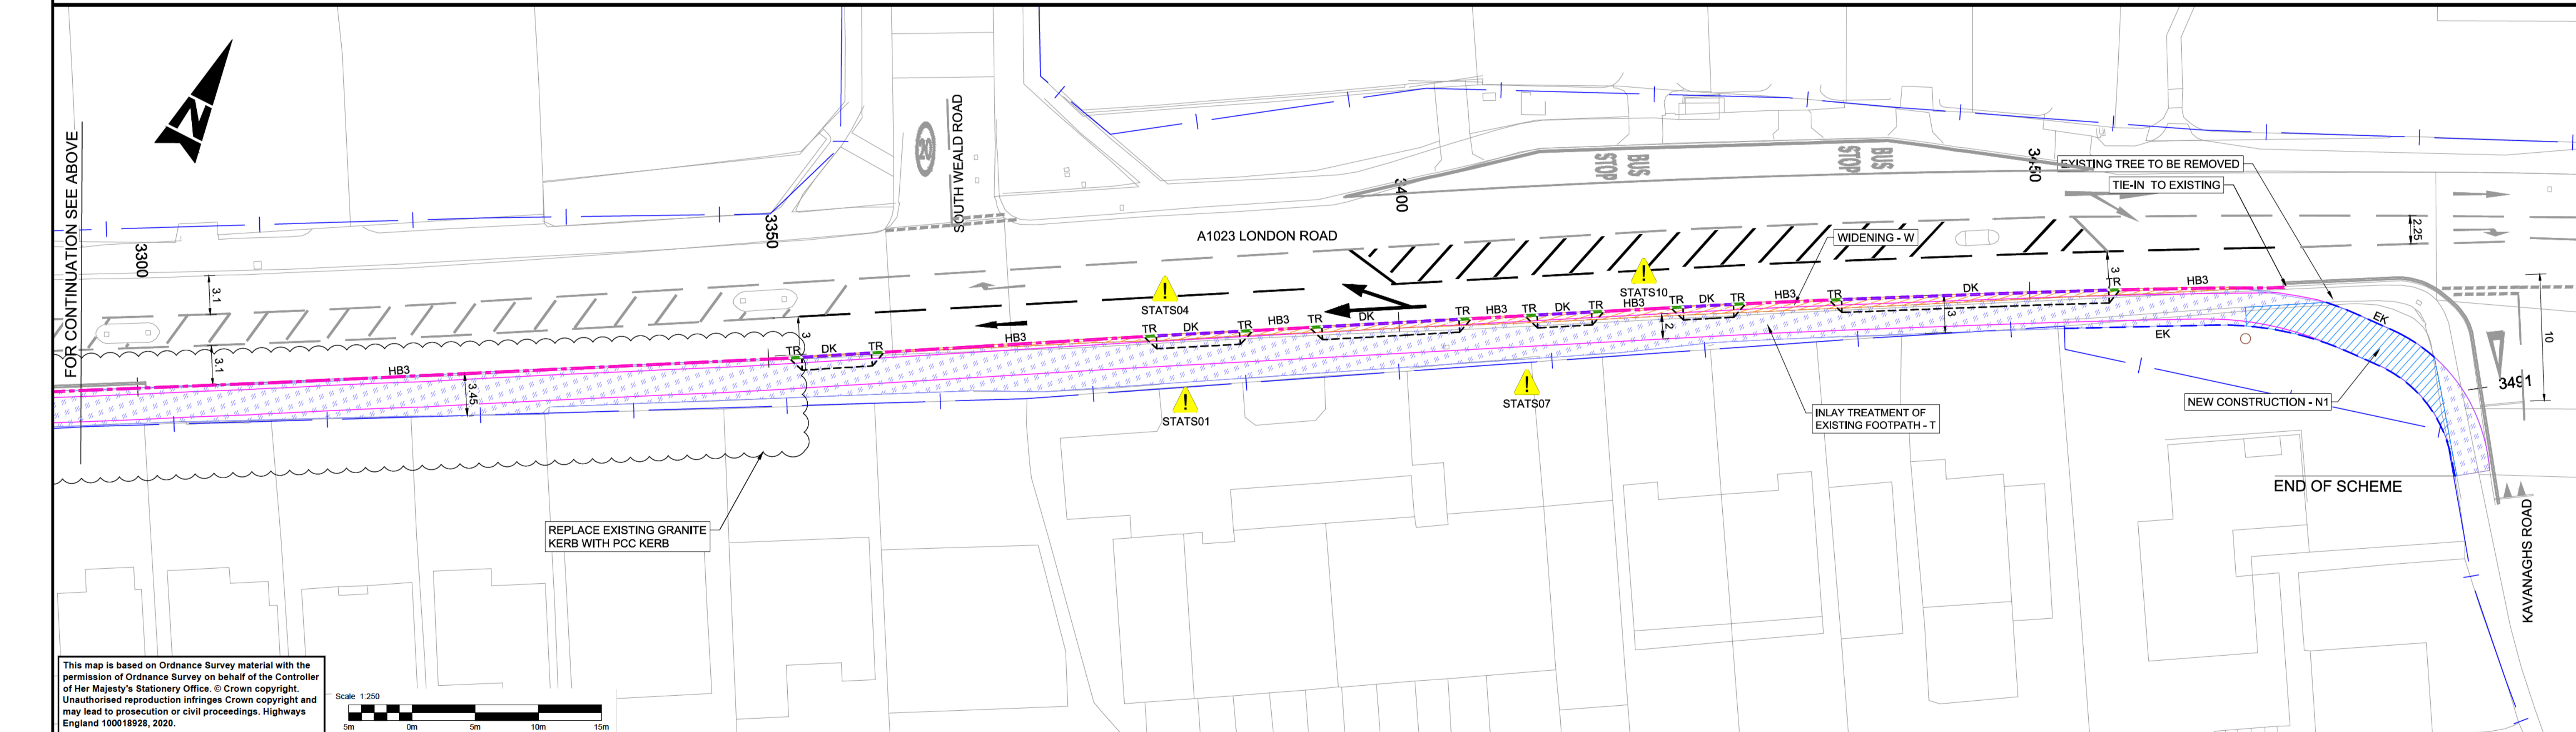 FOR CONTINUATION SEE ABOVE
N
3300
3.1
3.1
HB3
3.45
3350
3
TR
DK
TR
20
SOUTH WEALD ROAD
HB3
A1023 LONDON ROAD
STATS04
STATS01
TR
DK
TR
HB3
TR
DK
TR
HB3
TR
DK
TR
HB3
TR
DK
TR
HB3
TR
DK
TR
HB3
3400
BUS
STOP
BUS
STOP
3450
STATS10
STATS07
2
3
3
WIDENING - W
EXISTING TREE TO BE REMOVED
TIE-IN TO EXISTING
2.25
EK
EK
10
3491
NEW CONSTRUCTION - N1
INLAY TREATMENT OF
EXISTING FOOTPATH - T
END OF SCHEME
KAVANAGHS ROAD
REPLACE EXISTING GRANITE
KERB WITH PCC KERB
This map is based on Ordnance Survey material with the
permission of Ordnance Survey on behalf of the Controller
of Her Majesty's Stationery Office. © Crown copyright.
Unauthorised reproduction infringes Crown copyright and
may lead to prosecution or civil proceedings. Highways
England 100018928, 2020.
Scale 1:250
5m 0m 5m 10m 15m